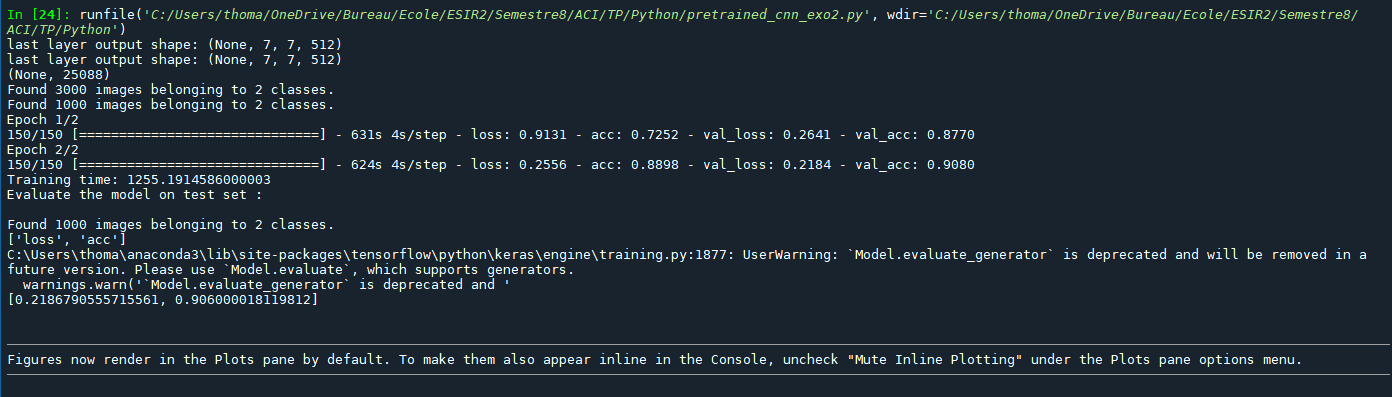 In [24]: runfile('C:/Users/thoma/OneDrive/Bureau/Ecole/ESIR2/Semestre8/ACI/TP/Python/pretrained_cnn_exo2.py', wdir='C:/Users/thoma/OneDrive/Bureau/Ecole/ESIR2/Semestre8/
ACI/TP/Python')
last layer output shape: (None, 7, 7, 512)
last layer output shape: (None, 7, 7, 512)
(None, 25088)
Found 3000 images belonging to 2 classes.
Found 1000 images belonging to 2 classes.
Epoch 1/2
150/150 [==============================] - 631s 4s/step - loss: 0.9131 - acc: 0.7252 - val_loss: 0.2641 - val_acc: 0.8770
Epoch 2/2
150/150 [==============================] - 624s 4s/step - loss: 0.2556 - acc: 0.8898 - val_loss: 0.2184 - val_acc: 0.9080
Training time: 1255.1914586000003
Evaluate the model on test set :
Found 1000 images belonging to 2 classes.
['loss', 'acc']
C:\Users\thoma\anaconda3\lib\site-packages\tensorflow\python\keras\engine\training.py:1877: UserWarning: `Model.evaluate_generator` is deprecated and will be removed in a
future version. Please use `Model.evaluate`, which supports generators.
  warnings.warn('`Model.evaluate_generator` is deprecated and '
[0.2186790555715561, 0.906000018119812]
Figures now render in the Plots pane by default. To make them also appear inline in the Console, uncheck "Mute Inline Plotting" under the Plots pane options menu.